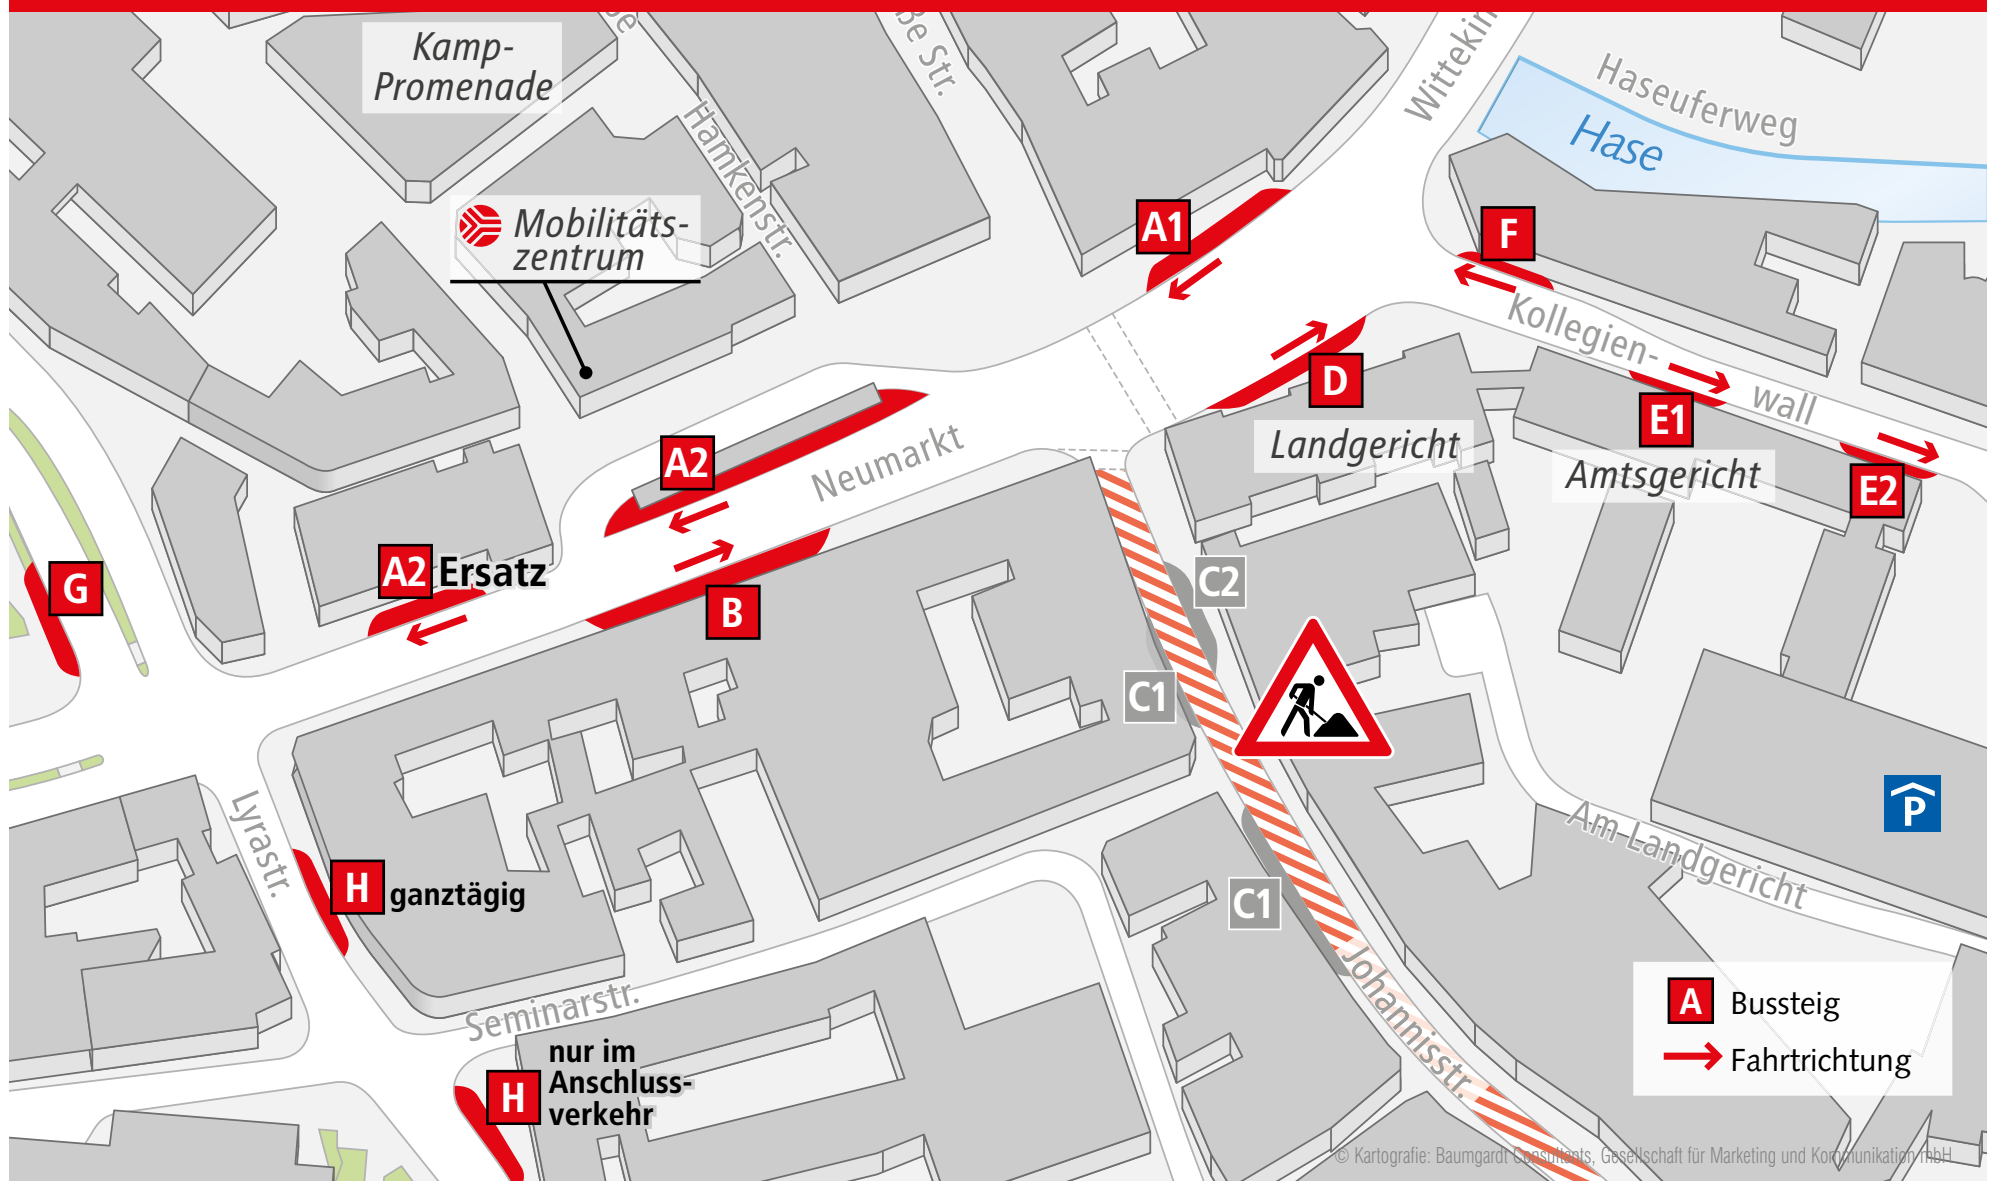 Kamp-
Promenade
Hamkenstr.
Mobilitäts-
zentrum
Haseuferweg
Hase
A1
F
Kollegien-
wall
D
E1
E2
Landgericht
Amtsgericht
A2
Neumarkt
A2 Ersatz
B
G
C2
C1
C1
Lyrastr.
H ganztägig
Seminarstr.
H
nur im
Anschluss-
verkehr
Johannisstr.
Am Landgericht
P
A Bussteig
Fahrtrichtung
© Kartografie: Baumgardt Consultants, Gesellschaft für Marketing und Kommunikation mbH